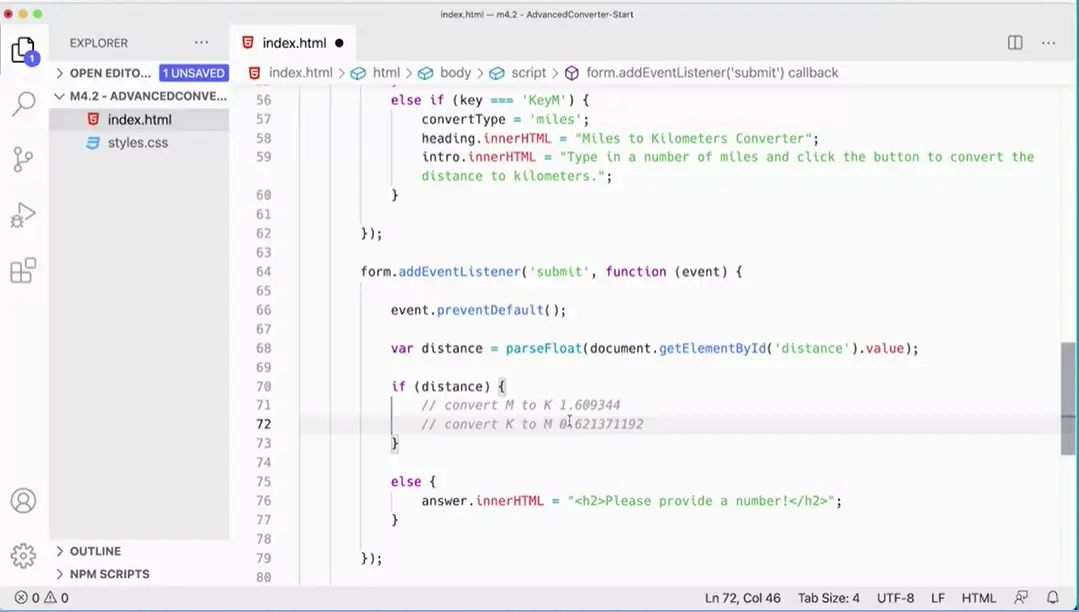 index.html — m4.2 - AdvancedConverter-Start
EXPLORER ···
index.html ●
OPEN EDITO... 1 UNSAVED
index.html > html > body > script > form.addEventListener('submit') callback
M4.2 - ADVANCEDCONVE...
index.html
styles.css
1
56 else if (key === 'KeyM') {
57 convertType = 'miles';
58 heading.innerHTML = "Miles to Kilometers Converter";
59 intro.innerHTML = "Type in a number of miles and click the button to convert the
distance to kilometers.";
60 }
61
62 });
63
64 form.addEventListener('submit', function (event) {
65
66 event.preventDefault();
67
68 var distance = parseFloat(document.getElementById('distance').value);
69
70 if (distance) {
71 // convert M to K 1.609344
72 // convert K to M 0.621371192
73 }
74
75 else {
76 answer.innerHTML = "<h2>Please provide a number!</h2>";
77 }
78
79 });
80
OUTLINE
NPM SCRIPTS
0 0 Ln 72, Col 46 Tab Size: 4 UTF-8 LF HTML